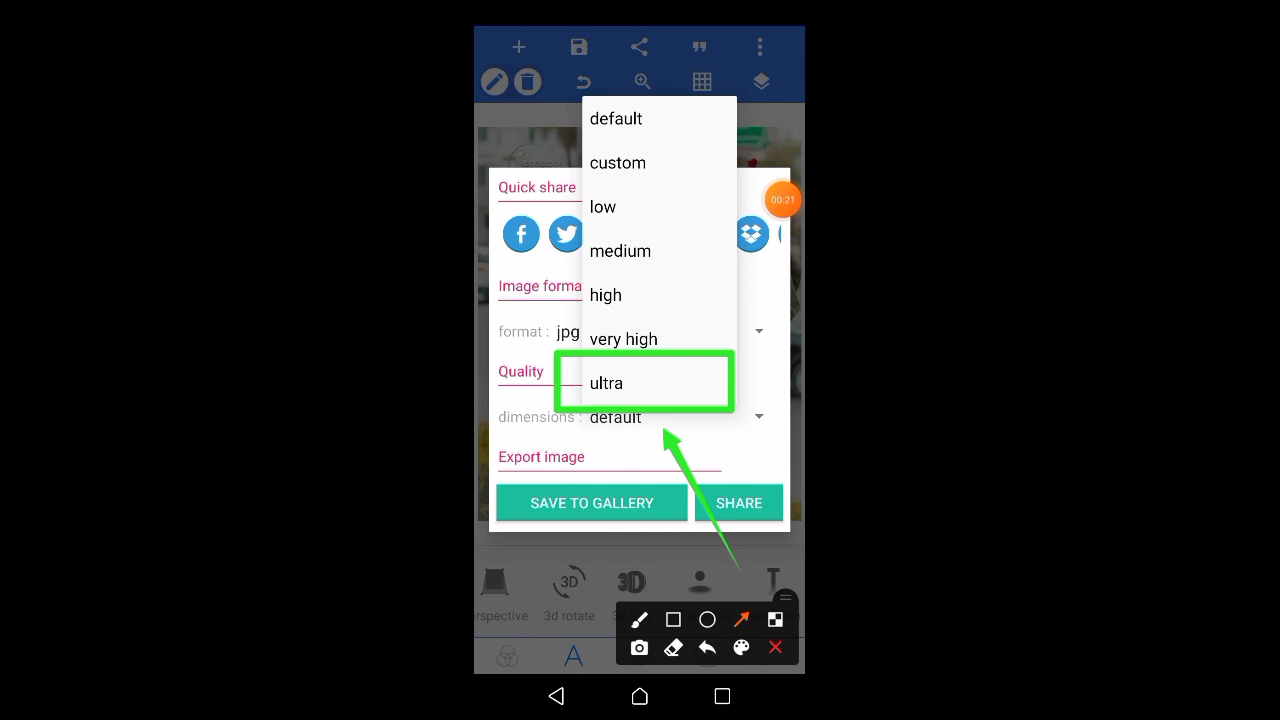 default
custom
Quick share
low
00:21
medium
Image forma
high
format : jpg
very high
Quality
ultra
dimensions : default
Export image
SAVE TO GALLERY
SHARE
3D
3D
T
rspective
3d rotate
A